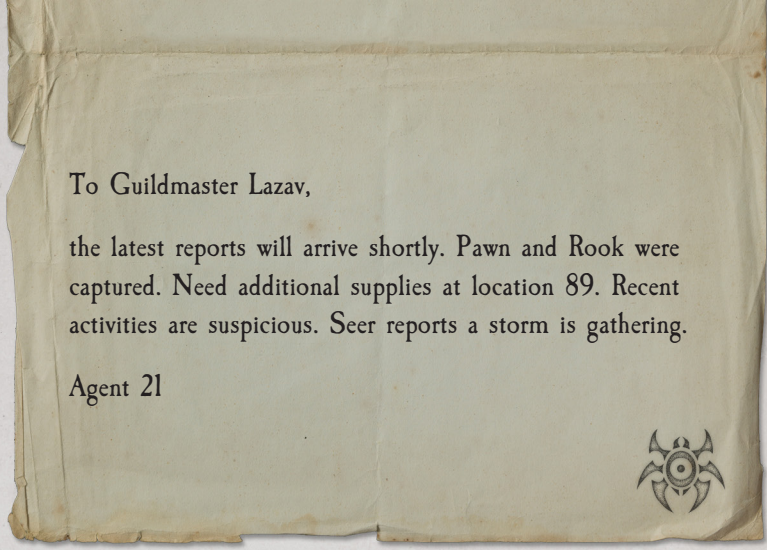 To Guildmaster Lazav,
the latest reports will arrive shortly. Pawn and Rook were
captured. Need additional supplies at location 89. Recent
activities are suspicious. Seer reports a storm is gathering.
Agent 21